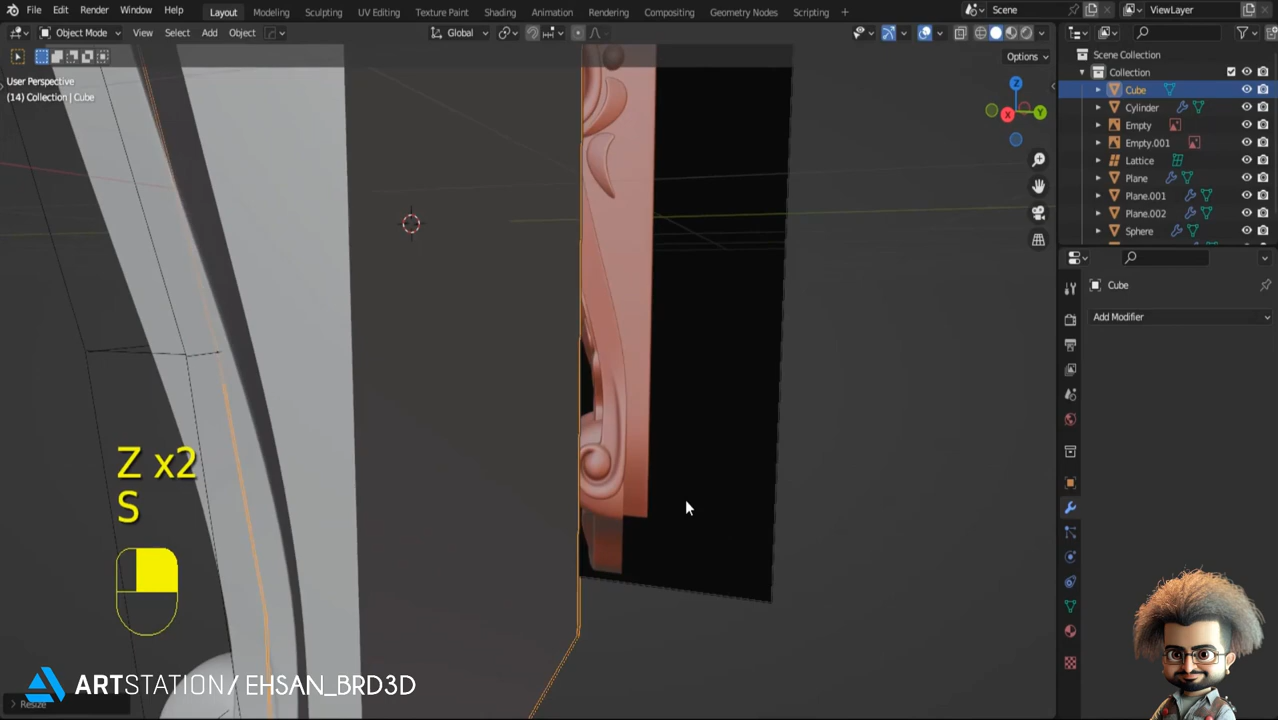 File Edit Render Window Help
Layout Modeling Sculpting UV Editing Texture Paint Shading Animation Rendering Compositing Geometry Nodes Scripting +
Scene
ViewLayer
Object Mode View Select Add Object
Global
Options
User Perspective
(14) Collection | Cube
Z
Y
X
Scene Collection
Collection
Cube
Cylinder
Empty
Empty.001
Lattice
Plane
Plane.001
Plane.002
Sphere
Cube
Add Modifier
Z x2
S
ARTSTATION/ EHSAN_BRD3D
Resize